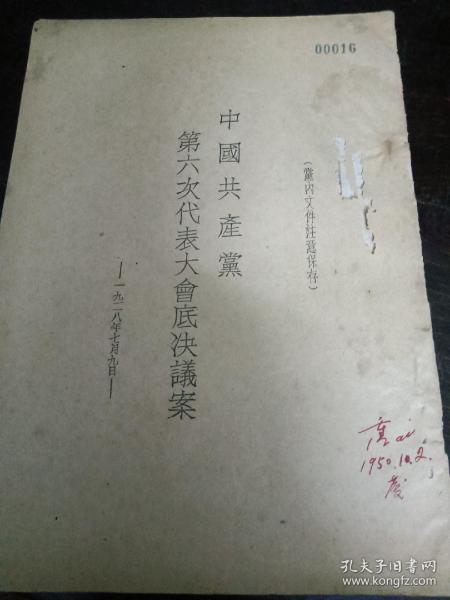 00016
(黨内文件注意保存)
中國共產黨
第六次代表大會底决議案
—一九二八年七月九日—
1950.10.2.
孔夫子旧书网
www.kongfz.com